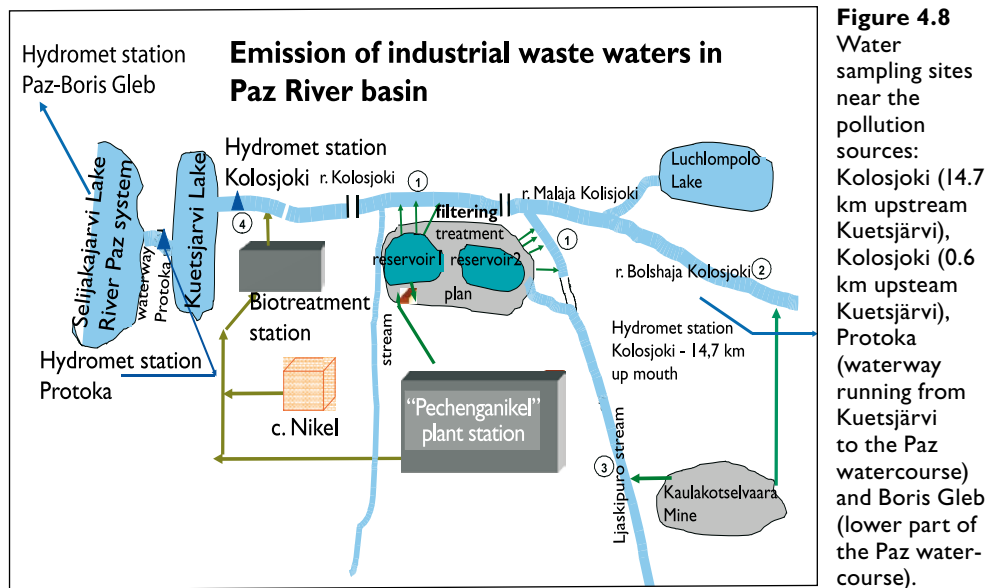 Emission of industrial waste waters in
Paz River basin
Hydromet station
Paz-Boris Gleb
Selijakajarvi Lake
River Paz system
waterway
Protoka
Kuetsjarvi Lake
Hydromet station
Kolosjoki
4
r. Kolosjoki
1
filtering
treatment
reservoir1
reservoir2
plan
r. Malaja Kolisjoki
1
Luchlompolo
Lake
r. Bolshaja Kolosjoki
2
Hydromet station
Kolosjoki - 14,7 km
up mouth
Biotreatment
station
Hydromet station
Protoka
c. Nikel
stream
"Pechenganikel"
plant station
3
Ljaskipuro stream
Kaulakotselvaara
Mine
Figure 4.8
Water
sampling sites
near the
pollution
sources:
Kolosjoki (14.7
km upstream
Kuetsjärvi),
Kolosjoki (0.6
km upsteam
Kuetsjärvi),
Protoka
(waterway
running from
Kuetsjärvi
to the Paz
watercourse)
and Boris Gleb
(lower part of
the Paz water-
course).